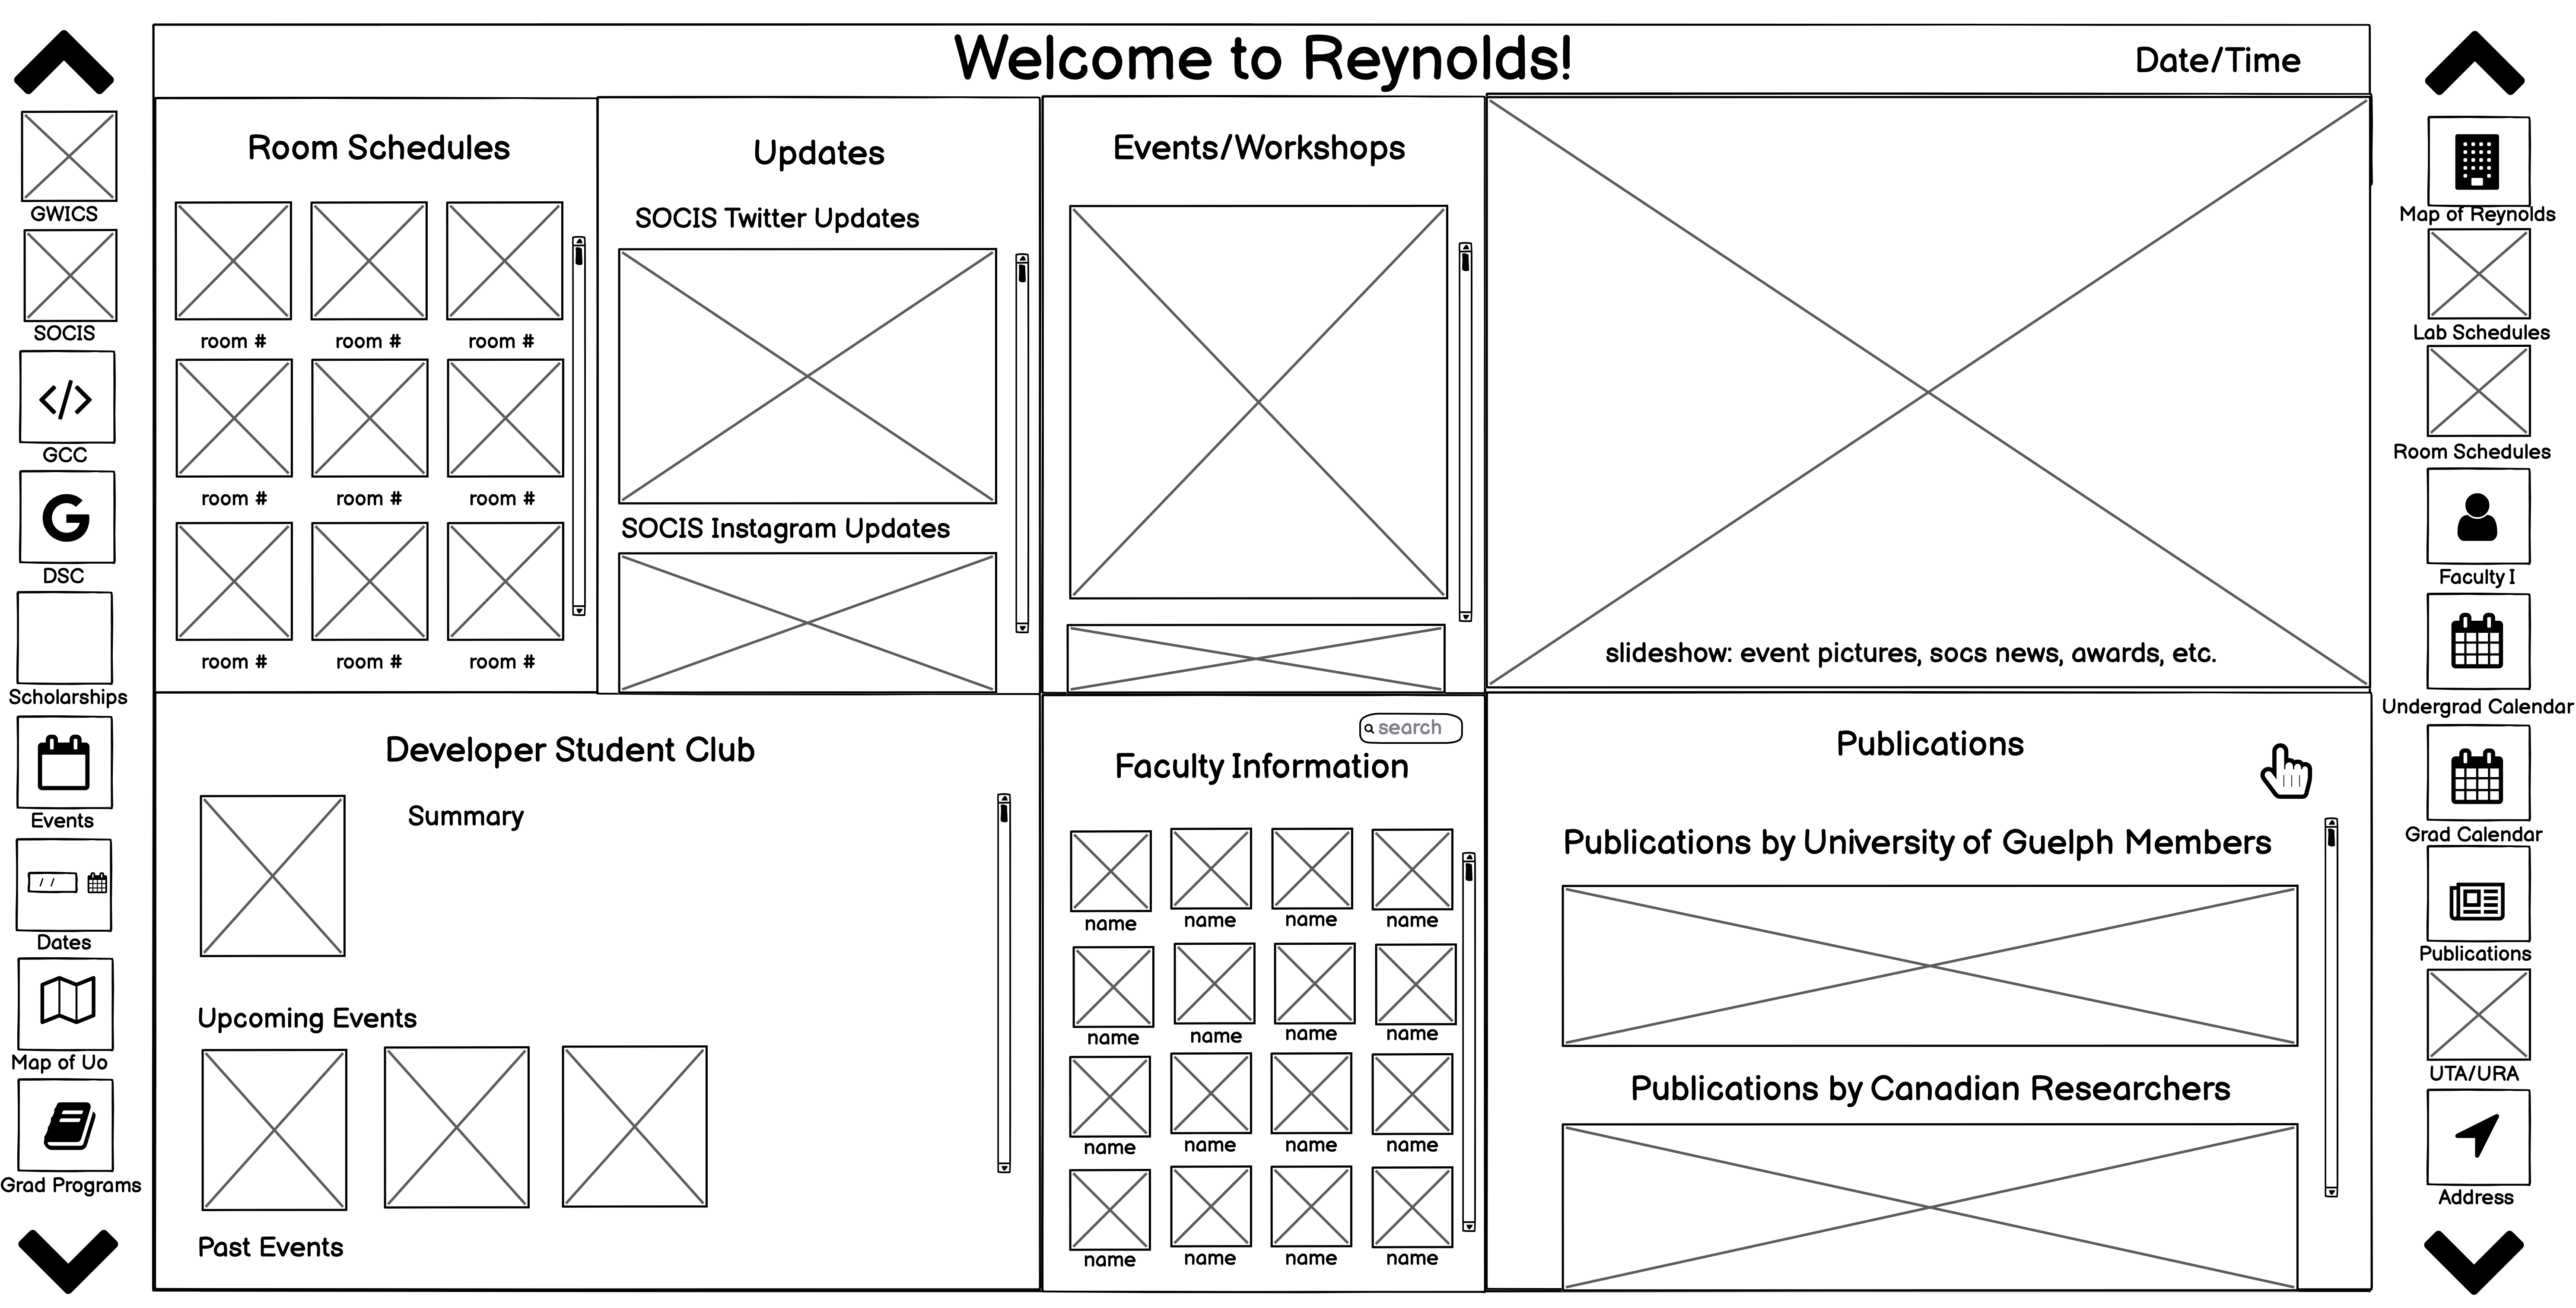 Welcome to Reynolds!
Date/Time
GWICS
SOCIS
GCC
DSC
Scholarships
Events
Dates
/ /
Map of Uo
Grad Programs
Room Schedules
room # room # room #
room # room # room #
room # room # room #
Updates
SOCIS Twitter Updates
SOCIS Instagram Updates
Events/Workshops
slideshow: event pictures, socs news, awards, etc.
Developer Student Club
Summary
Upcoming Events
Past Events
search
Faculty Information
name name name name
name name name name
name name name name
name name name name
Publications
Publications by University of Guelph Members
Publications by Canadian Researchers
Map of Reynolds
Lab Schedules
Room Schedules
Faculty I
Undergrad Calendar
Grad Calendar
Publications
UTA/URA
Address